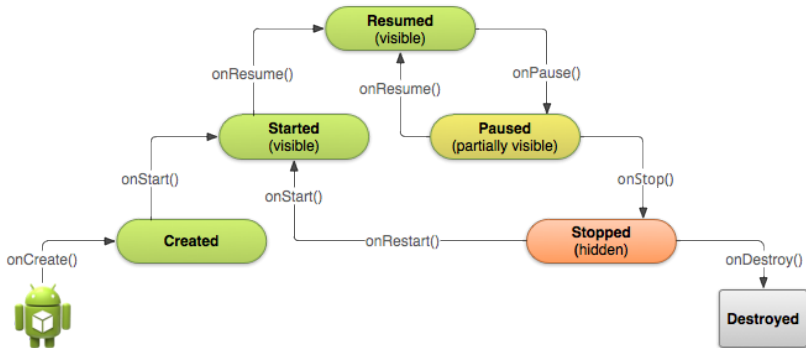 Resumed
(visible)
onResume()
onPause()
onResume()
Started
(visible)
Paused
(partially visible)
onStart()
onStart()
onStop()
Created
onRestart()
Stopped
(hidden)
onCreate()
onDestroy()
Destroyed